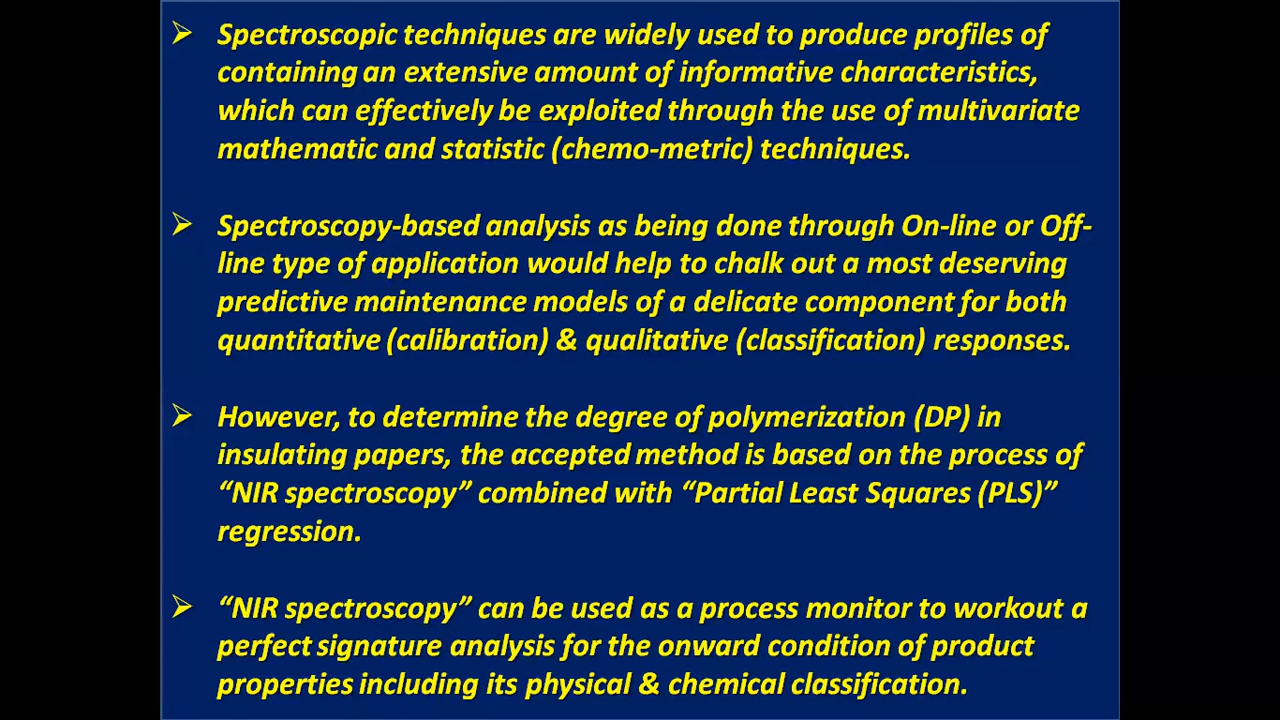 ➢ Spectroscopic techniques are widely used to produce profiles of
containing an extensive amount of informative characteristics,
which can effectively be exploited through the use of multivariate
mathematic and statistic (chemo-metric) techniques.
➢ Spectroscopy-based analysis as being done through On-line or Off-
line type of application would help to chalk out a most deserving
predictive maintenance models of a delicate component for both
quantitative (calibration) & qualitative (classification) responses.
➢ However, to determine the degree of polymerization (DP) in
insulating papers, the accepted method is based on the process of
“NIR spectroscopy” combined with “Partial Least Squares (PLS)”
regression.
➢ “NIR spectroscopy” can be used as a process monitor to workout a
perfect signature analysis for the onward condition of product
properties including its physical & chemical classification.